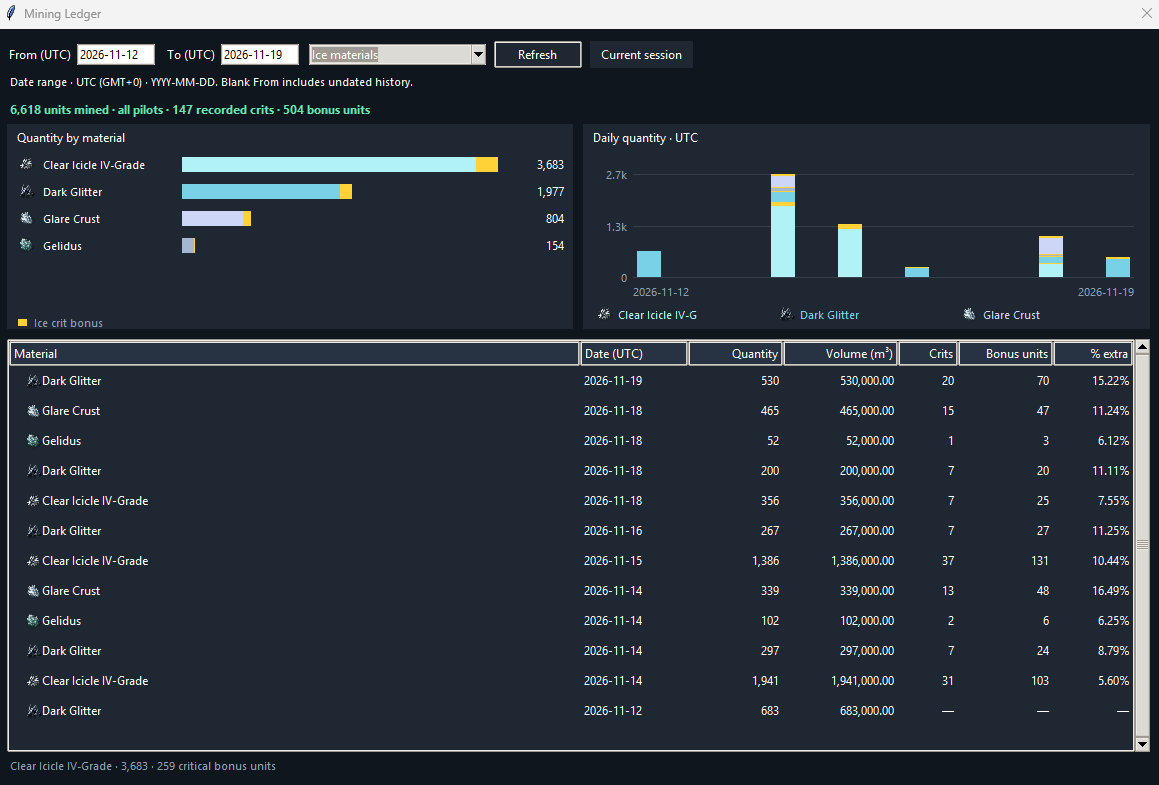 Mining Ledger
From (UTC) 2026-11-12 To (UTC) 2026-11-19 Ice materials Refresh Current session
Date range · UTC (GMT+0) · YYYY-MM-DD. Blank From includes undated history.
6,618 units mined · all pilots · 147 recorded crits · 504 bonus units
Quantity by material
Clear Icicle IV-Grade 3,683
Dark Glitter 1,977
Glare Crust 804
Gelidus 154
Ice crit bonus
Daily quantity · UTC
2.7k
1.3k
0
2026-11-12 2026-11-19
Clear Icicle IV-G Dark Glitter Glare Crust
Material Date (UTC) Quantity Volume (m³) Crits Bonus units % extra
Dark Glitter 2026-11-19 530 530,000.00 20 70 15.22%
Glare Crust 2026-11-18 465 465,000.00 15 47 11.24%
Gelidus 2026-11-18 52 52,000.00 1 3 6.12%
Dark Glitter 2026-11-18 200 200,000.00 7 20 11.11%
Clear Icicle IV-Grade 2026-11-18 356 356,000.00 7 25 7.55%
Dark Glitter 2026-11-16 267 267,000.00 7 27 11.25%
Clear Icicle IV-Grade 2026-11-15 1,386 1,386,000.00 37 131 10.44%
Glare Crust 2026-11-14 339 339,000.00 13 48 16.49%
Gelidus 2026-11-14 102 102,000.00 2 6 6.25%
Dark Glitter 2026-11-14 297 297,000.00 7 24 8.79%
Clear Icicle IV-Grade 2026-11-14 1,941 1,941,000.00 31 103 5.60%
Dark Glitter 2026-11-12 683 683,000.00 — — —
Clear Icicle IV-Grade · 3,683 · 259 critical bonus units